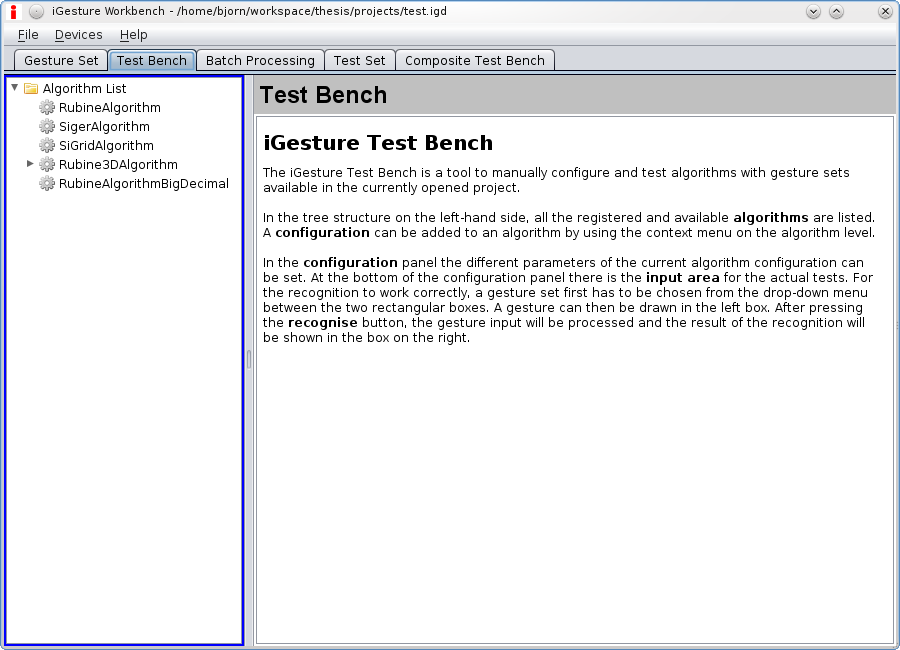 iGesture Workbench - /home/bjorn/workspace/thesis/projects/test.igd
File Devices Help
Gesture Set Test Bench Batch Processing Test Set Composite Test Bench
Algorithm List
RubineAlgorithm
SigerAlgorithm
SiGridAlgorithm
Rubine3DAlgorithm
RubineAlgorithmBigDecimal
Test Bench
iGesture Test Bench
The iGesture Test Bench is a tool to manually configure and test algorithms with gesture sets
available in the currently opened project.
In the tree structure on the left-hand side, all the registered and available algorithms are listed.
A configuration can be added to an algorithm by using the context menu on the algorithm level.
In the configuration panel the different parameters of the current algorithm configuration can
be set. At the bottom of the configuration panel there is the input area for the actual tests. For
the recognition to work correctly, a gesture set first has to be chosen from the drop-down menu
between the two rectangular boxes. A gesture can then be drawn in the left box. After pressing
the recognise button, the gesture input will be processed and the result of the recognition will
be shown in the box on the right.